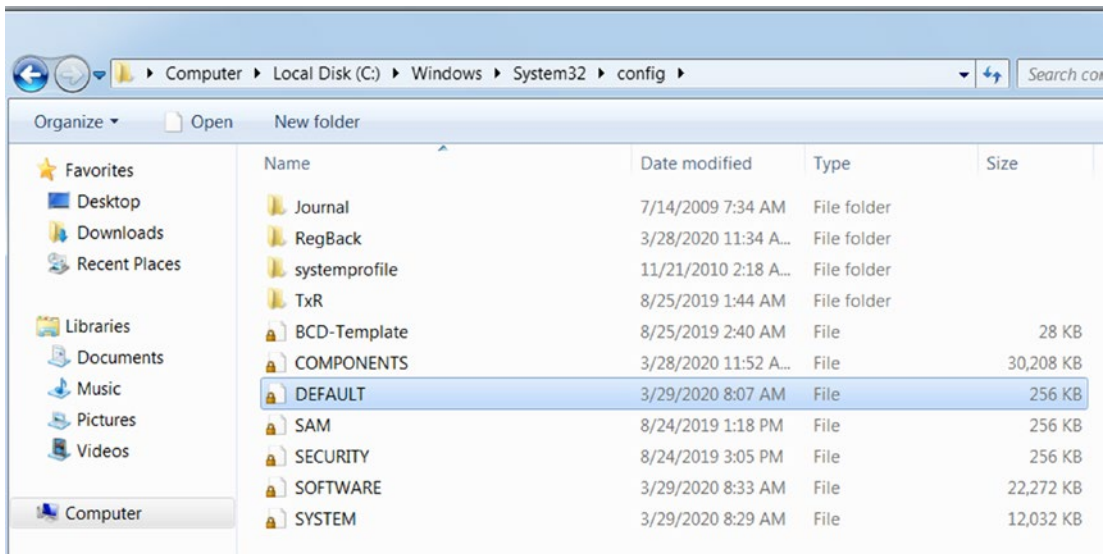 Computer Local Disk (C:) Windows System32 config Search co
Organize Open New folder
Favorites
Desktop
Downloads
Recent Places
Libraries
Documents
Music
Pictures
Videos
Computer
Name Date modified Type Size
Journal 7/14/2009 7:34 AM File folder
RegBack 3/28/2020 11:34 A... File folder
systemprofile 11/21/2010 2:18 A... File folder
TxR 8/25/2019 1:44 AM File folder
BCD-Template 8/25/2019 2:40 AM File 28 KB
COMPONENTS 3/28/2020 11:52 A... File 30,208 KB
DEFAULT 3/29/2020 8:07 AM File 256 KB
SAM 8/24/2019 1:18 PM File 256 KB
SECURITY 8/24/2019 3:05 PM File 256 KB
SOFTWARE 3/29/2020 8:33 AM File 22,272 KB
SYSTEM 3/29/2020 8:29 AM File 12,032 KB